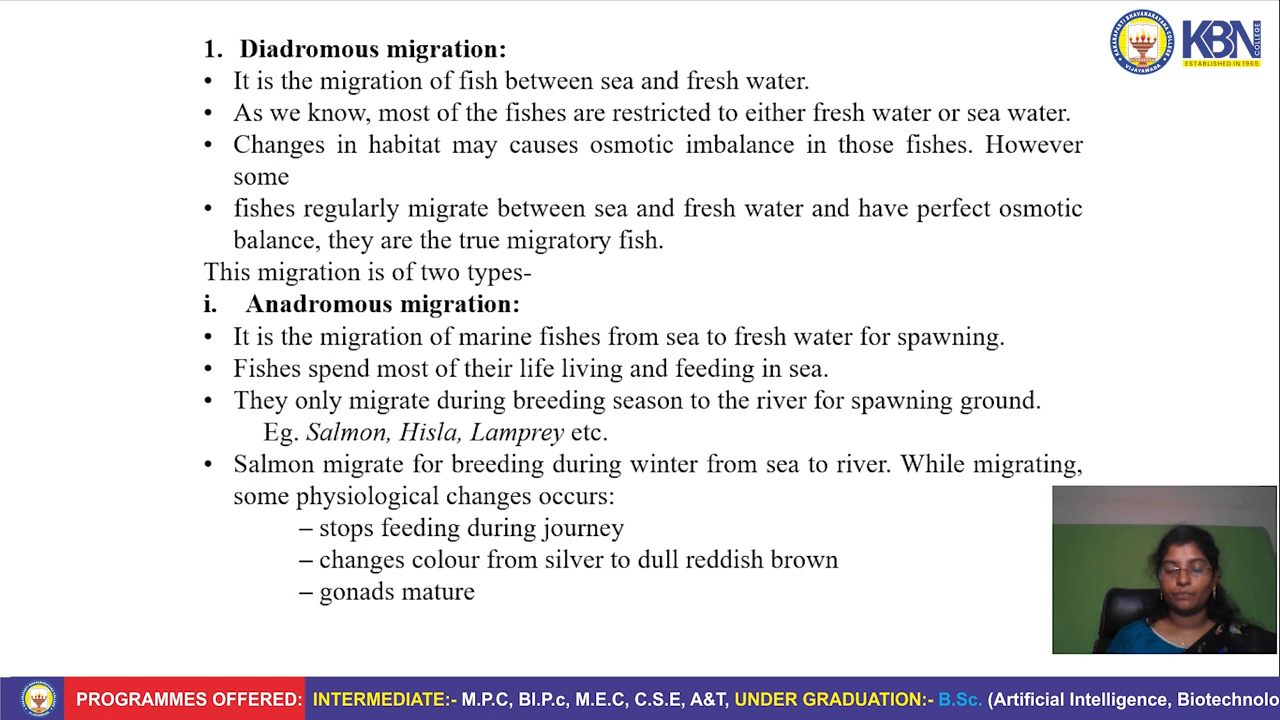 1. Diadromous migration:
• It is the migration of fish between sea and fresh water.
• As we know, most of the fishes are restricted to either fresh water or sea water.
• Changes in habitat may causes osmotic imbalance in those fishes. However
some
• fishes regularly migrate between sea and fresh water and have perfect osmotic
balance, they are the true migratory fish.
This migration is of two types-
i. Anadromous migration:
• It is the migration of marine fishes from sea to fresh water for spawning.
• Fishes spend most of their life living and feeding in sea.
• They only migrate during breeding season to the river for spawning ground.
Eg. Salmon, Hisla, Lamprey etc.
• Salmon migrate for breeding during winter from sea to river. While migrating,
some physiological changes occurs:
– stops feeding during journey
– changes colour from silver to dull reddish brown
– gonads mature
KAKARAPARTI BHAVANARAYANA COLLEGE
VIJAYAWADA
KBN
COLLEGE
ESTABLISHED IN 1965
PROGRAMMES OFFERED: INTERMEDIATE:- M.P.C, BI.P.c, M.E.C, C.S.E, A&T, UNDER GRADUATION:- B.Sc. (Artificial Intelligence, Biotechnolo